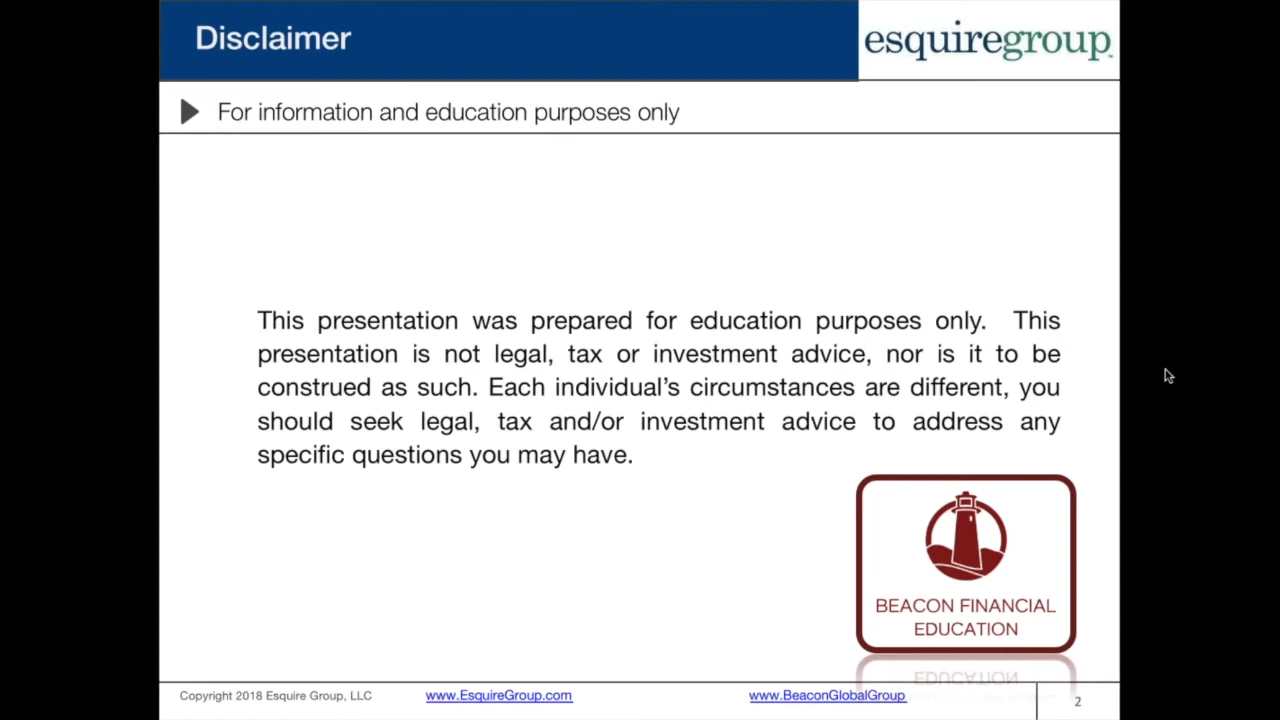 Disclaimer
esquiregroup™
For information and education purposes only
This presentation was prepared for education purposes only. This
presentation is not legal, tax or investment advice, nor is it to be
construed as such. Each individual's circumstances are different, you
should seek legal, tax and/or investment advice to address any
specific questions you may have.
BEACON FINANCIAL
EDUCATION
Copyright 2018 Esquire Group, LLC
www.EsquireGroup.com
www.BeaconGlobalGroup
2